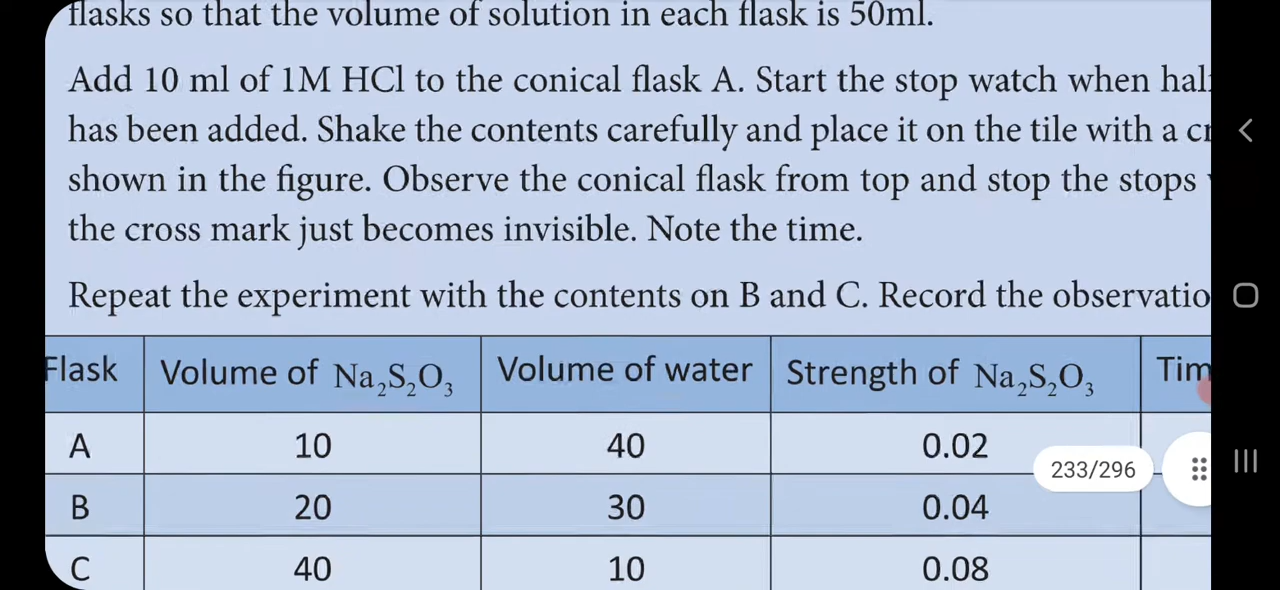 flasks so that the volume of solution in each flask is 50ml.
Add 10 ml of 1M HCl to the conical flask A. Start the stop watch when
has been added. Shake the contents carefully and place it on the tile with a
shown in the figure. Observe the conical flask from top and stop the stops
the cross mark just becomes invisible. Note the time.
Repeat the experiment with the contents on B and C. Record the
Flask Volume of Na₂S₂O₃ Volume of water Strength of Na₂S₂O₃
A 10 40 0.02
233/296
B 20 30 0.04
C 40 10 0.08